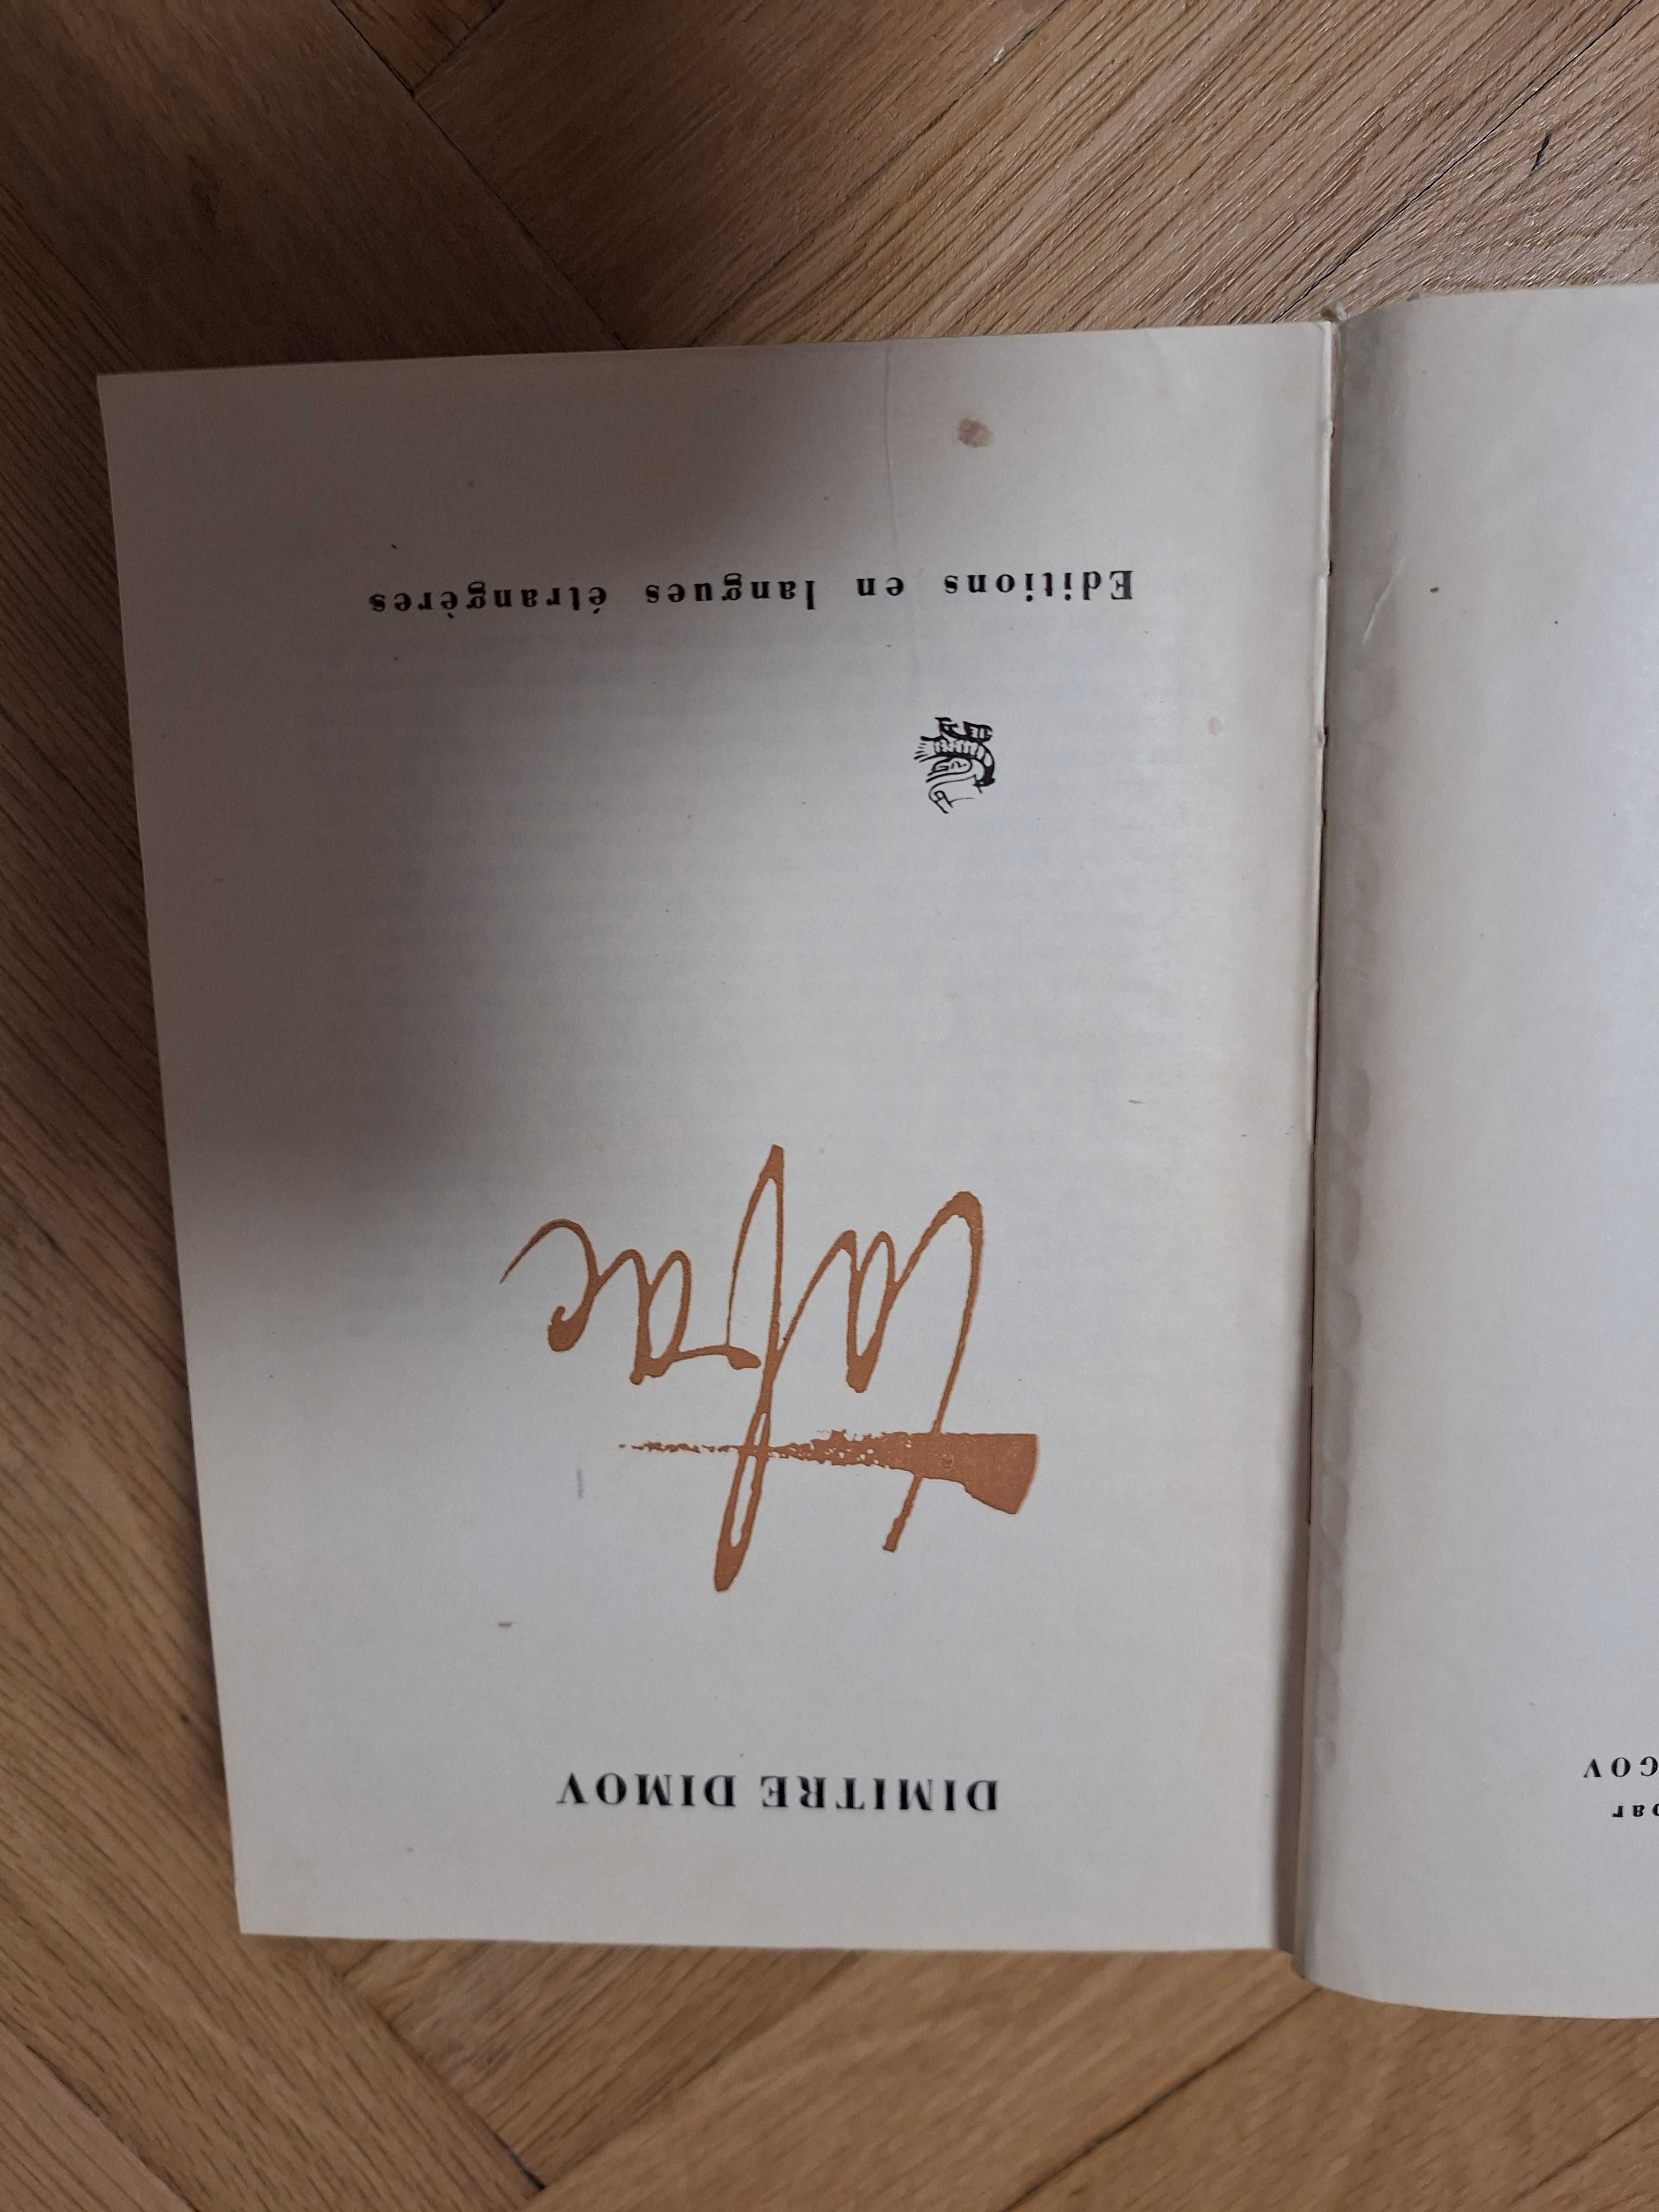 DIMITRE DIMOV
Tabac
Editions en langues étrangères